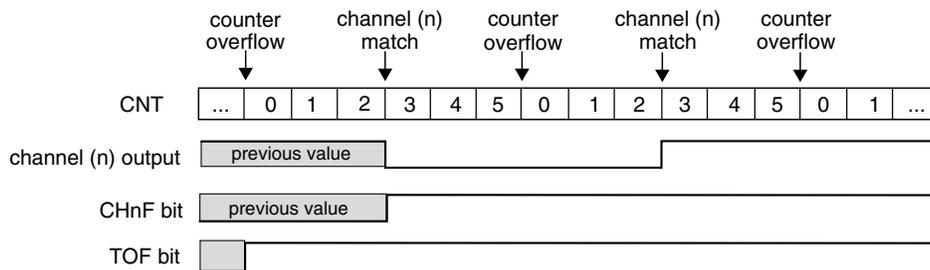 counter
overflow
channel (n)
match
counter
overflow
channel (n)
match
counter
overflow
CNT ... 0 1 2 3 4 5 0 1 2 3 4 5 0 1 ...
channel (n) output previous value
CHnF bit previous value
TOF bit